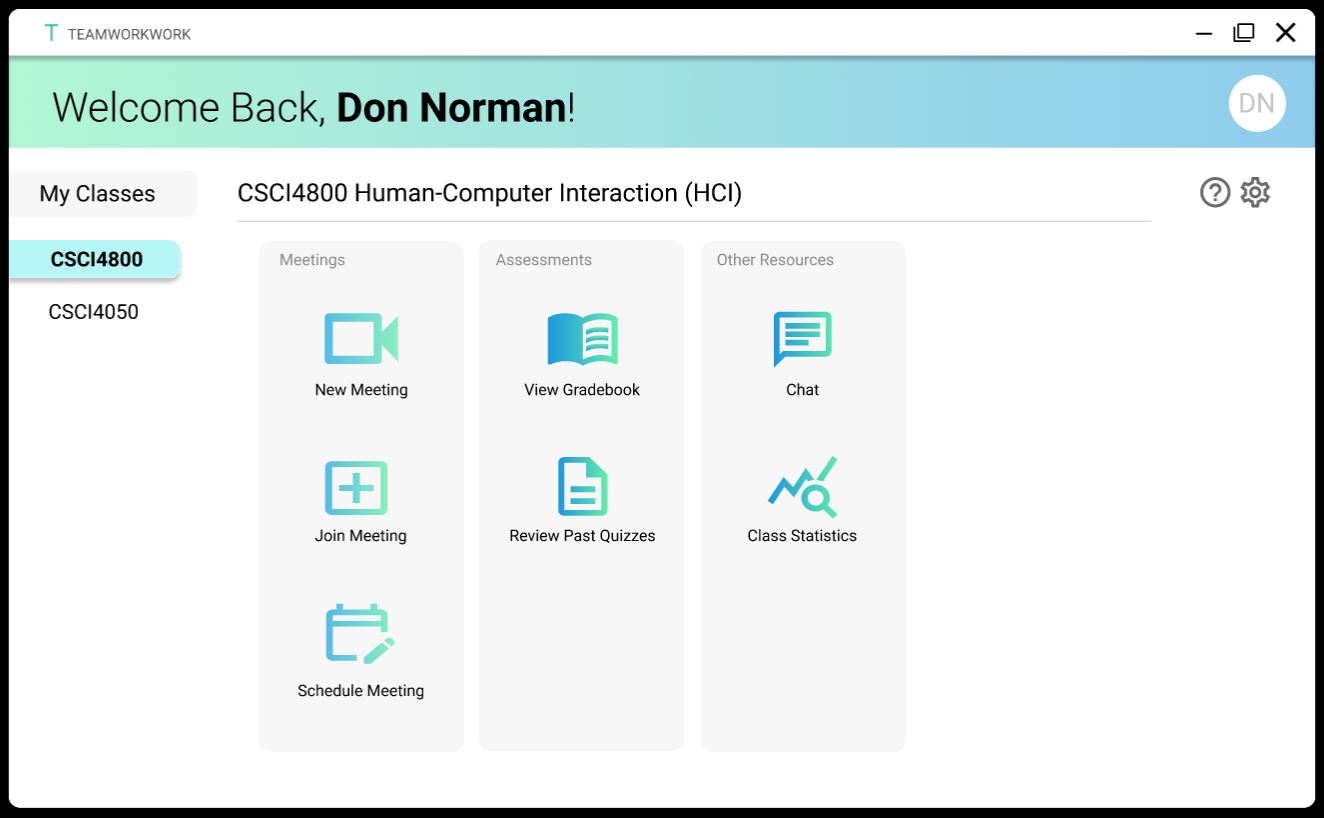 T TEAMWORKWORK
Welcome Back, Don Norman!
DN
My Classes
CSCI4800
CSCI4050
CSCI4800 Human-Computer Interaction (HCI)
?
Meetings
New Meeting
Join Meeting
Schedule Meeting
Assessments
View Gradebook
Review Past Quizzes
Other Resources
Chat
Class Statistics